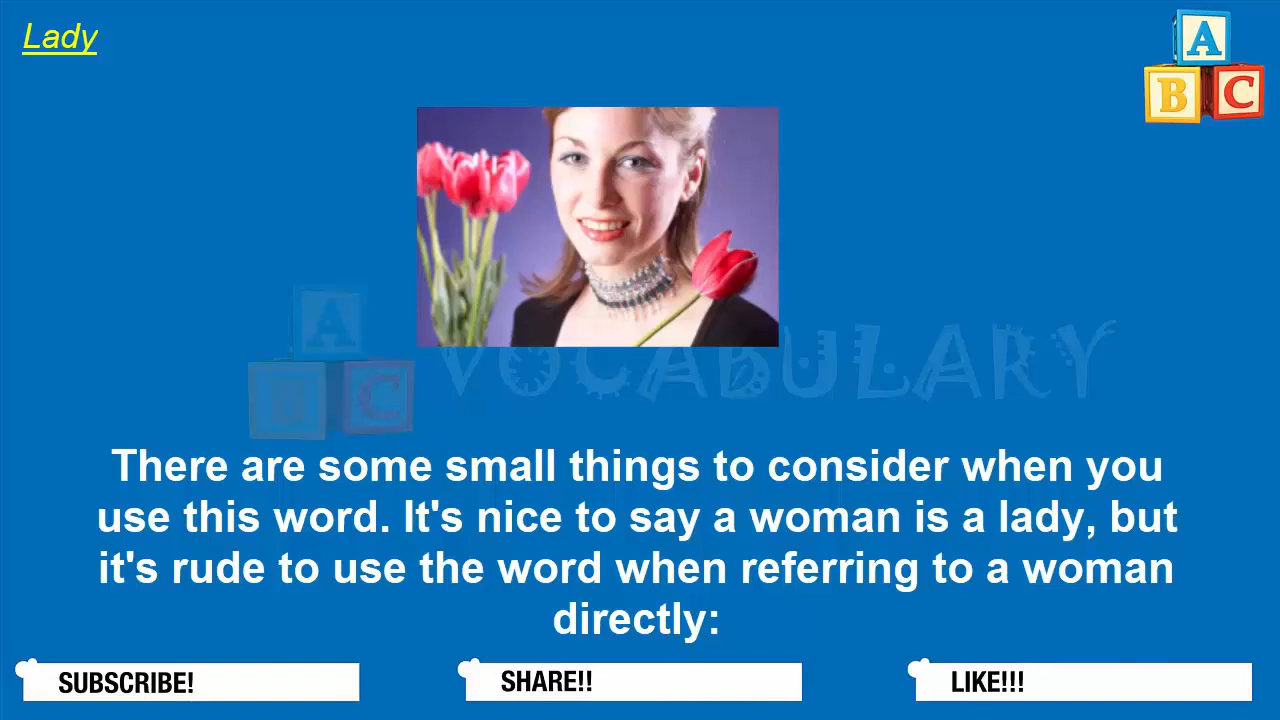 Lady
A
B C
A
B C VOCABULARY
There are some small things to consider when you
use this word. It's nice to say a woman is a lady, but
it's rude to use the word when referring to a woman
directly:
SUBSCRIBE!
SHARE!!
LIKE!!!